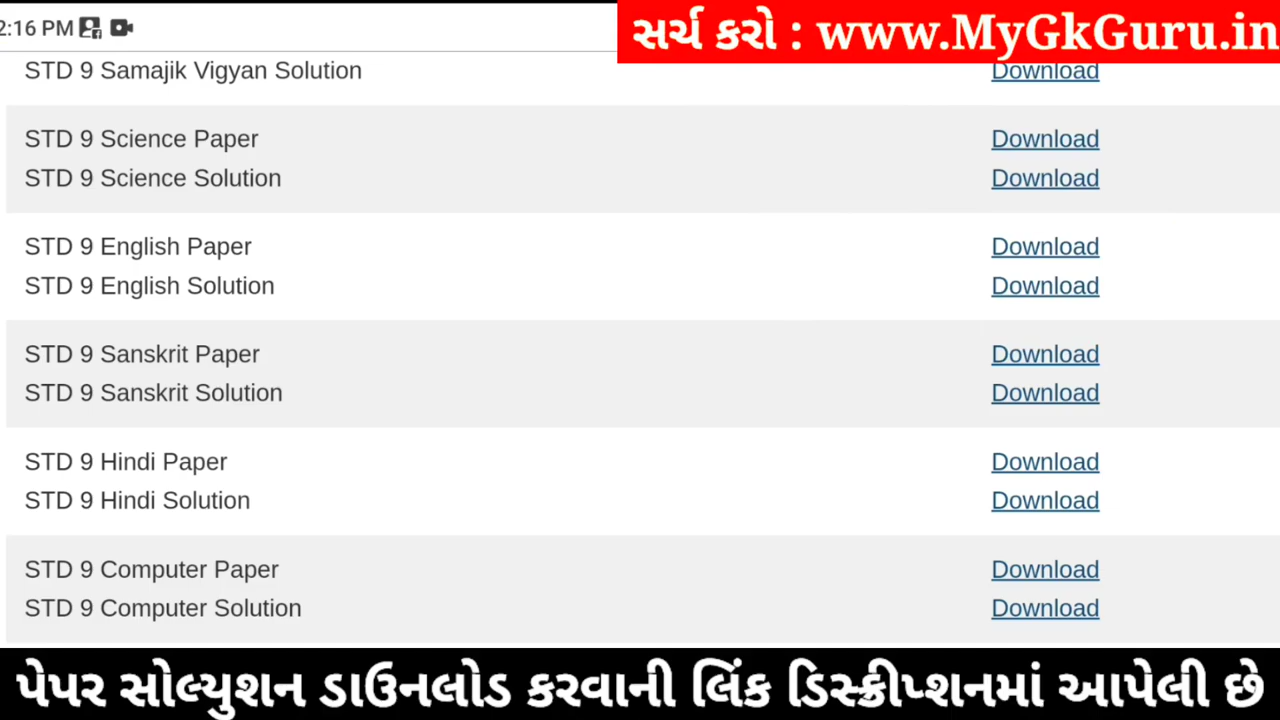 2:16 PM
સર્ચ કરો : www.MyGkGuru.in
STD 9 Samajik Vigyan Solution Download
STD 9 Science Paper Download
STD 9 Science Solution Download
STD 9 English Paper Download
STD 9 English Solution Download
STD 9 Sanskrit Paper Download
STD 9 Sanskrit Solution Download
STD 9 Hindi Paper Download
STD 9 Hindi Solution Download
STD 9 Computer Paper Download
STD 9 Computer Solution Download
પેપર સોલ્યુશન ડાઉનલોડ કરવાની લિંક ડિસ્ક્રીપ્શનમાં આપેલી છે